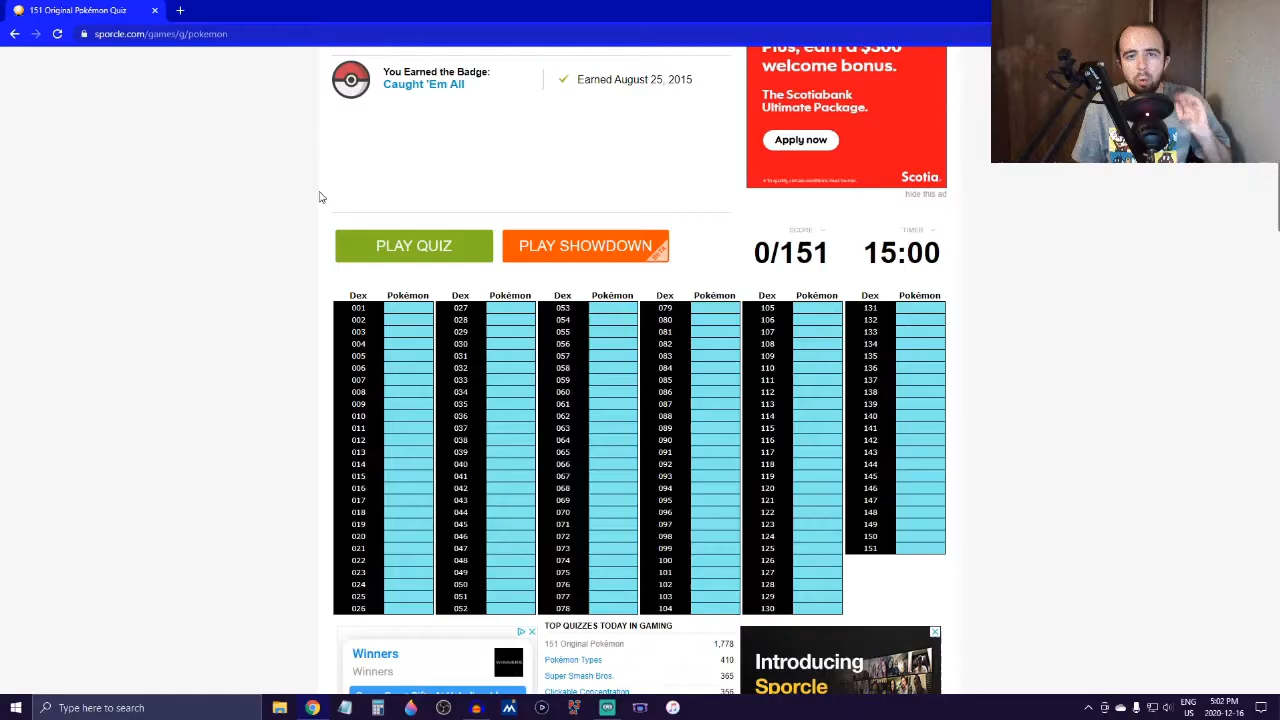 151 Original Pokémon Quiz
sporcle.com/games/g/pokemon
You Earned the Badge:
Caught 'Em All
Earned August 25, 2015
Plus, earn a $300
welcome bonus.
The Scotiabank
Ultimate Package.
Apply now
Scotia
hide this ad
PLAY QUIZ
PLAY SHOWDOWN
BETA
SCORE
TIMER
0/151
15:00
Dex Pokémon Dex Pokémon Dex Pokémon Dex Pokémon Dex Pokémon Dex Pokémon
001 027 053 079 105 131
002 028 054 080 106 132
003 029 055 081 107 133
004 030 056 082 108 134
005 031 057 083 109 135
006 032 058 084 110 136
007 033 059 085 111 137
008 034 060 086 112 138
009 035 061 087 113 139
010 036 062 088 114 140
011 037 063 089 115 141
012 038 064 090 116 142
013 039 065 091 117 143
014 040 066 092 118 144
015 041 067 093 119 145
016 042 068 094 120 146
017 043 069 095 121 147
018 044 070 096 122 148
019 045 071 097 123 149
020 046 072 098 124 150
021 047 073 099 125 151
022 048 074 100 126
023 049 075 101 127
024 050 076 102 128
025 051 077 103 129
026 052 078 104 130
Winners
Winners
WINNERS
TOP QUIZZES TODAY IN GAMING
151 Original Pokémon 1,778
Pokémon Types 410
Super Smash Bros. 365
Clickable Concentration 356
Introducing
Sporcle
Type here to search
ENG
US
5:02 PM
2020-12-16